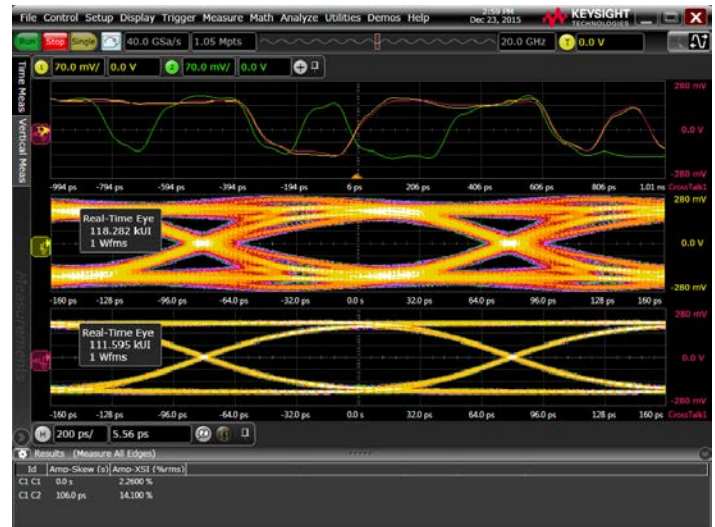 File Control Setup Display Trigger Measure Math Analyze Utilities Demos Help
2:59 PM
Dec 23, 2015
KEYSIGHT
TECHNOLOGIES
Run Stop Single 40.0 GSa/s 1.05 Mpts 20.0 GHz T 0.0 V
1 70.0 mV/ 0.0 V 2 70.0 mV/ 0.0 V
Time Meas
Vertical Meas
Measurements
280 mV
0.0 V
-280 mV
-994 ps -794 ps -594 ps -394 ps -194 ps 6 ps 206 ps 406 ps 606 ps 806 ps 1.01 ns CrossTalk1
280 mV
Real-Time Eye
118.282 kUI
1 Wfms
0.0 V
-280 mV
-160 ps -128 ps -96.0 ps -64.0 ps -32.0 ps 0.0 s 32.0 ps 64.0 ps 96.0 ps 128 ps 160 ps
280 mV
Real-Time Eye
111.595 kUI
1 Wfms
0.0 V
-280 mV
-160 ps -128 ps -96.0 ps -64.0 ps -32.0 ps 0.0 s 32.0 ps 64.0 ps 96.0 ps 128 ps 160 ps CrossTalk1
H 200 ps/ 5.56 ps
Results (Measure All Edges)
Id Amp-Skew (s) Amp-XSI (%rms)
C1 C1 0.0 s 2.2600 %
C1 C2 106.0 ps 14.100 %